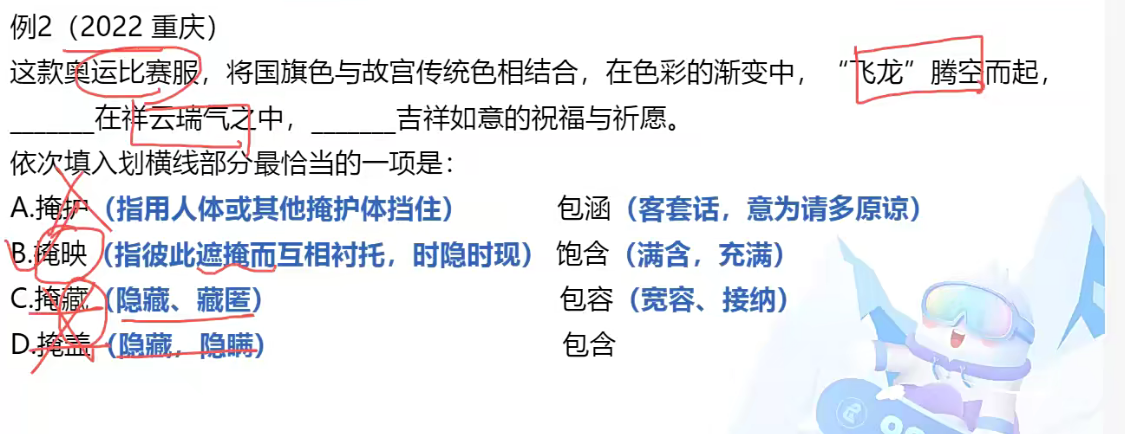 例2（2022 重庆）
这款奥运比赛服，将国旗色与故宫传统色相结合，在色彩的渐变中，“飞龙”腾空而起，
_______在祥云瑞气之中，_______吉祥如意的祝福与祈愿。
依次填入划横线部分最恰当的一项是：
A.掩护（指用人体或其他掩护体挡住） 包涵（客套话，意为请多原谅）
B.掩映（指彼此遮掩而互相衬托，时隐时现） 饱含（满含，充满）
C.掩藏（隐藏、藏匿） 包容（宽容、接纳）
D.掩盖（隐藏，隐瞒） 包含